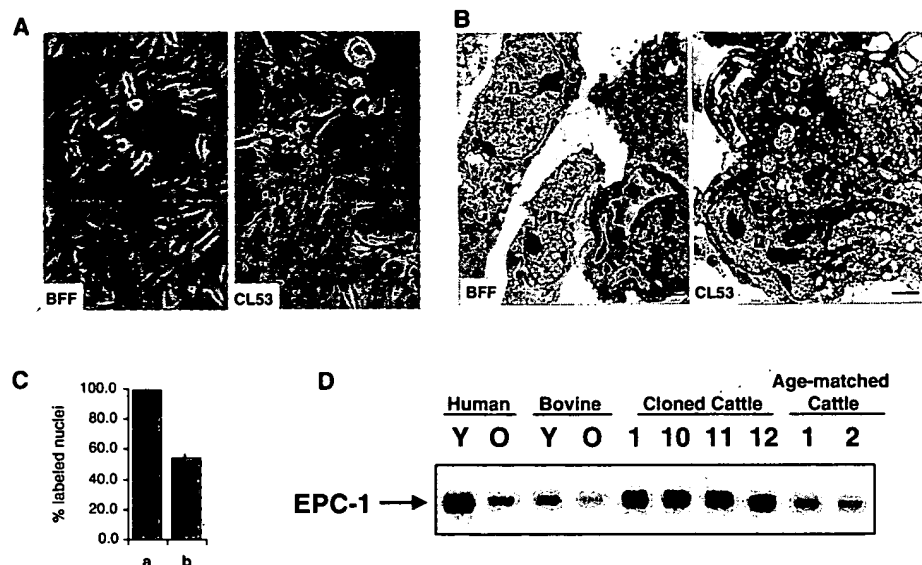 A
BFF
CL53
B
n
n
BFF
n
CL53
C
% labeled nuclei
100.0
80.0
60.0
40.0
20.0
0.0
a b
D
Human Bovine Cloned Cattle Age-matched Cattle
Y O Y O 1 10 11 12 1 2
EPC-1